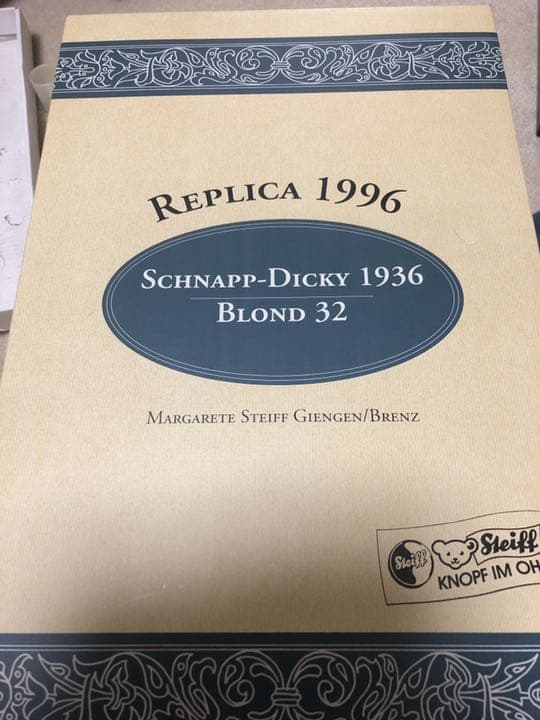 REPLICA 1996
SCHNAPP-DICKY 1936
BLOND 32
MARGARETE STEIFF GIENGEN/BRENZ
Steiff
Steiff
KNOPF IM OH